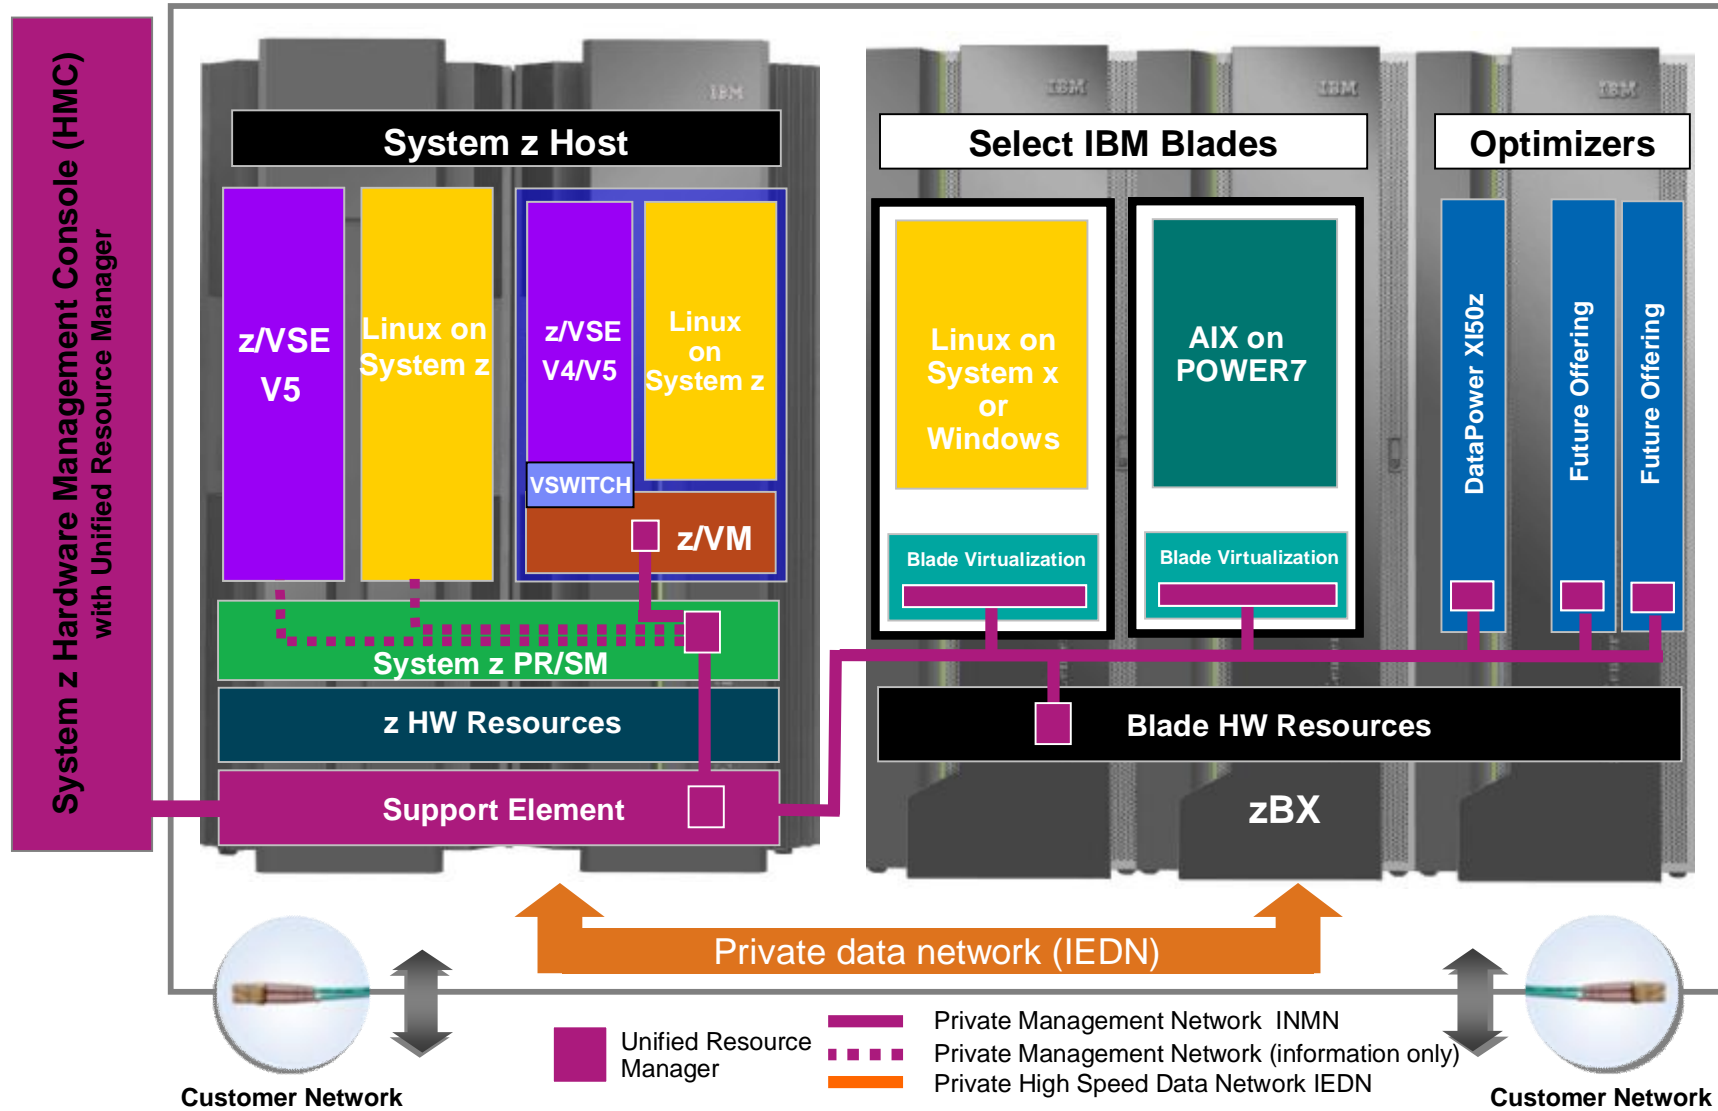 System z Hardware Management Console (HMC)
with Unified Resource Manager
IBM
IBM
IBM
IBM
System z Host
Select IBM Blades
Optimizers
z/VSE
V5
Linux on
System z
z/VSE
V4/V5
Linux
on
System z
VSWITCH
z/VM
Linux on
System x
or
Windows
AIX on
POWER7
Blade Virtualization
Blade Virtualization
DataPower XI50z
Future Offering
Future Offering
System z PR/SM
z HW Resources
Support Element
Blade HW Resources
zBX
Private data network (IEDN)
Unified Resource
Manager
Private Management Network INMN
Private Management Network (information only)
Private High Speed Data Network IEDN
Customer Network
Customer Network